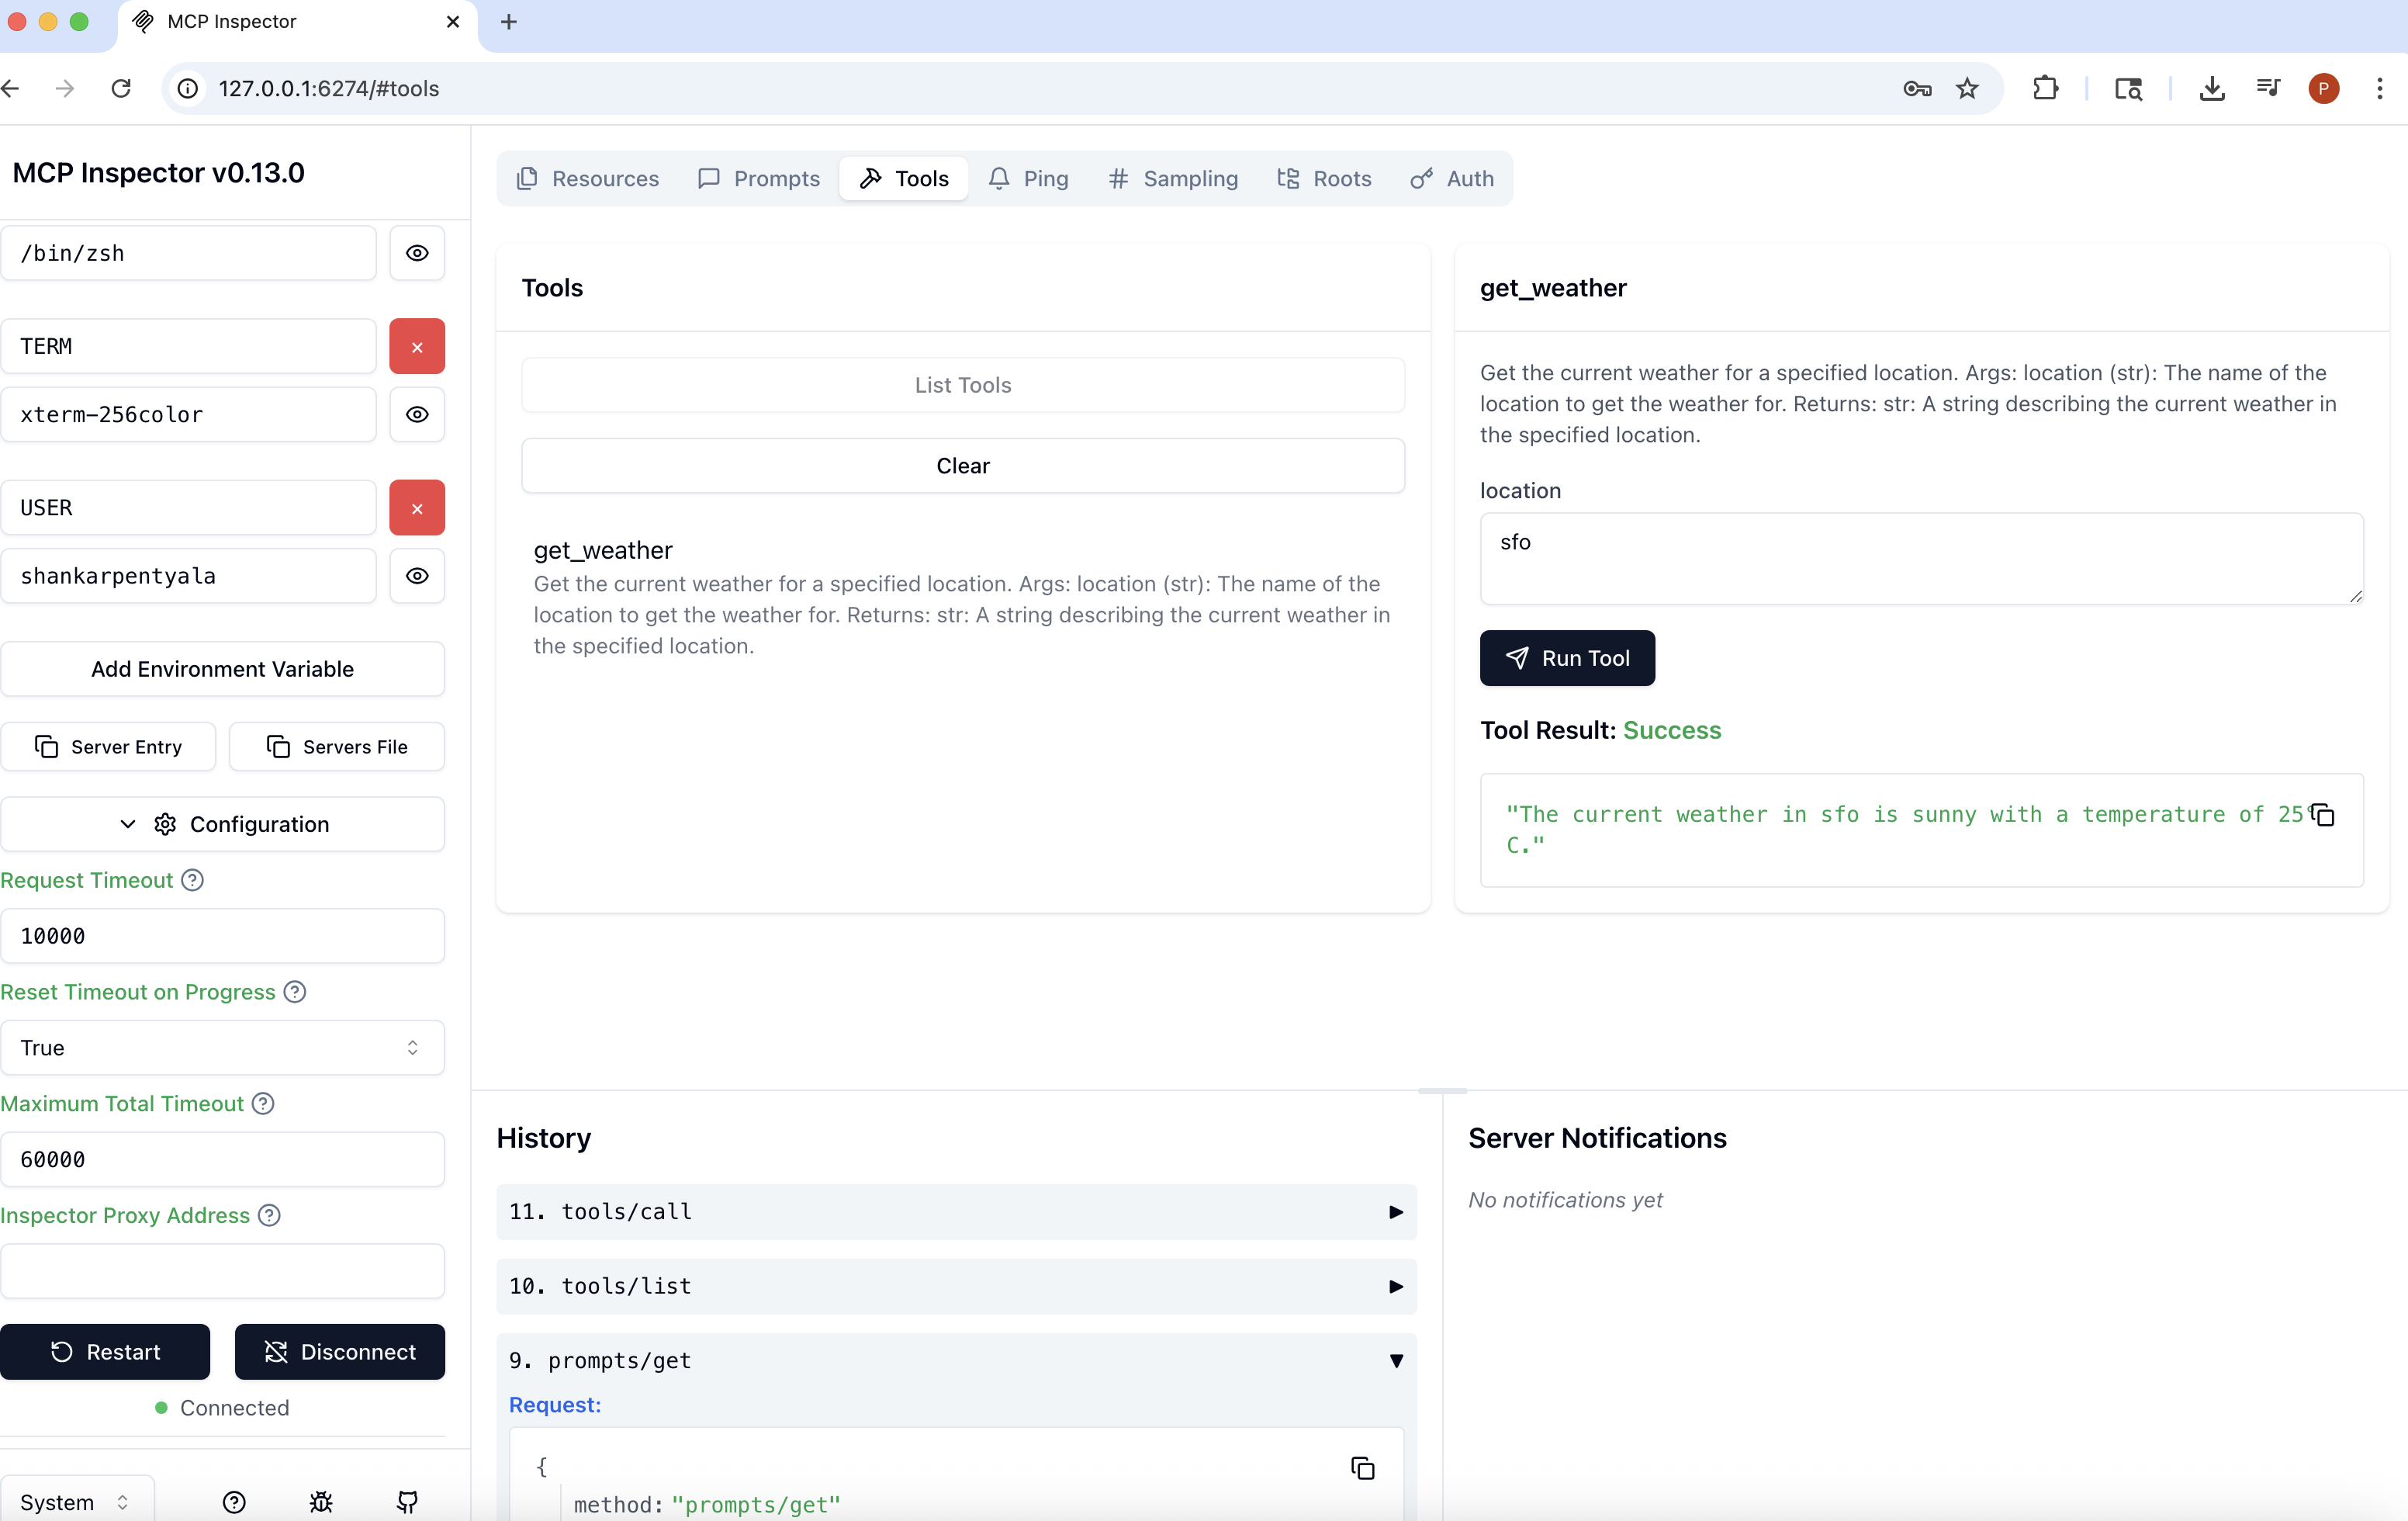 MCP Inspector
127.0.0.1:6274/#tools
P
MCP Inspector v0.13.0
/bin/zsh
TERM
×
xterm-256color
USER
×
shankarpentyala
Add Environment Variable
Server Entry
Servers File
Configuration
Request Timeout
10000
Reset Timeout on Progress
True
Maximum Total Timeout
60000
Inspector Proxy Address
Restart
Disconnect
Connected
System
Resources
Prompts
Tools
Ping
Sampling
Roots
Auth
Tools
List Tools
Clear
get_weather
Get the current weather for a specified location. Args: location (str): The name of the
location to get the weather for. Returns: str: A string describing the current weather in
the specified location.
get_weather
Get the current weather for a specified location. Args: location (str): The name of the
location to get the weather for. Returns: str: A string describing the current weather in
the specified location.
location
sfo
Run Tool
Tool Result: Success
"The current weather in sfo is sunny with a temperature of 25°
C."
History
11. tools/call
10. tools/list
9. prompts/get
Request:
{
method: "prompts/get"
Server Notifications
No notifications yet